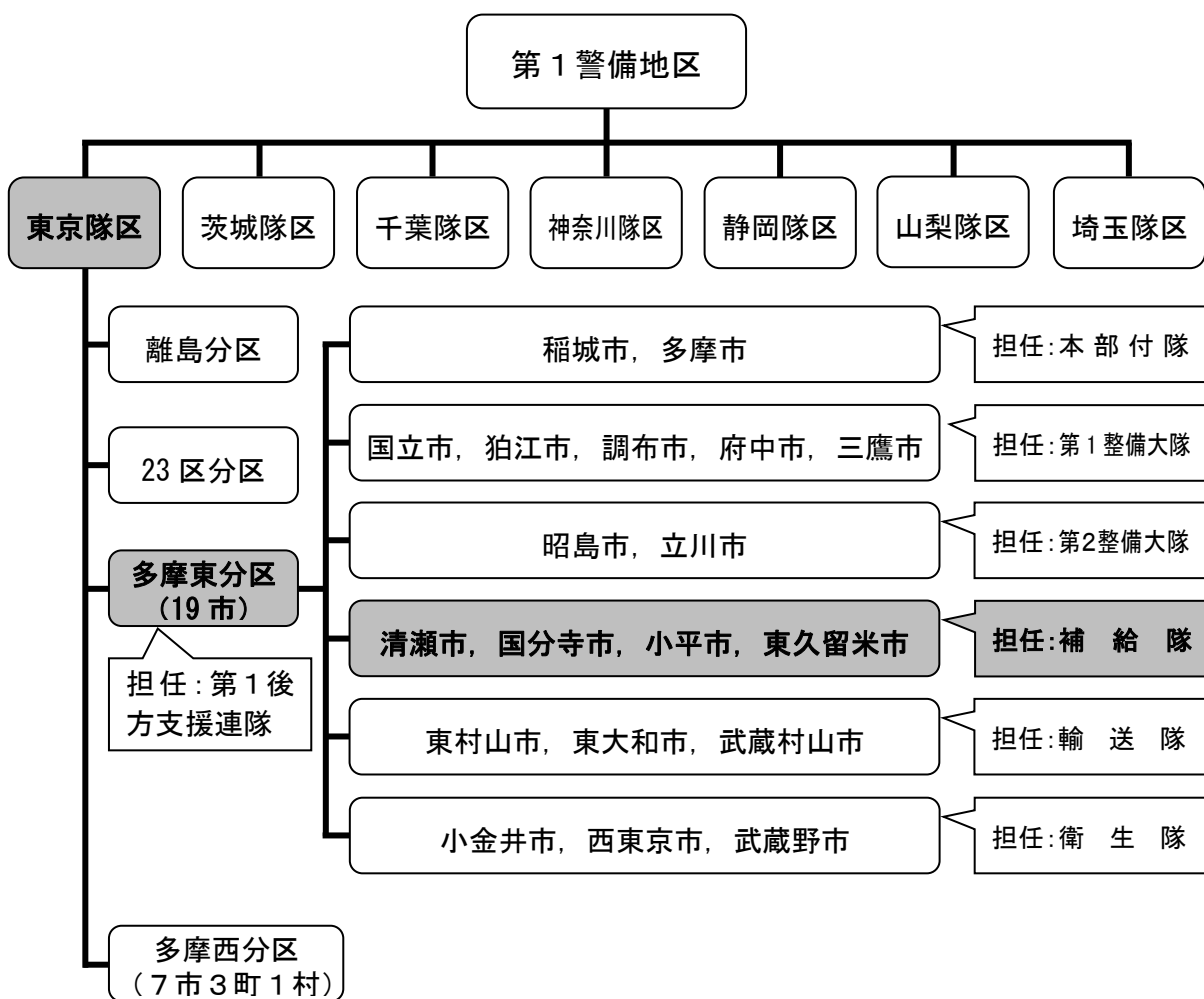 第１警備地区
東京隊区
茨城隊区
千葉隊区
神奈川隊区
静岡隊区
山梨隊区
埼玉隊区
離島分区
23区分区
多摩東分区
(19市)
担任:第１後
方支援連隊
多摩西分区
(７市３町１村)
稲城市，多摩市
担任:本部付隊
国立市，狛江市，調布市，府中市，三鷹市
担任:第１整備大隊
昭島市，立川市
担任:第2整備大隊
清瀬市，国分寺市，小平市，東久留米市
担任:補給隊
東村山市，東大和市，武蔵村山市
担任:輸送隊
小金井市，西東京市，武蔵野市
担任:衛生隊